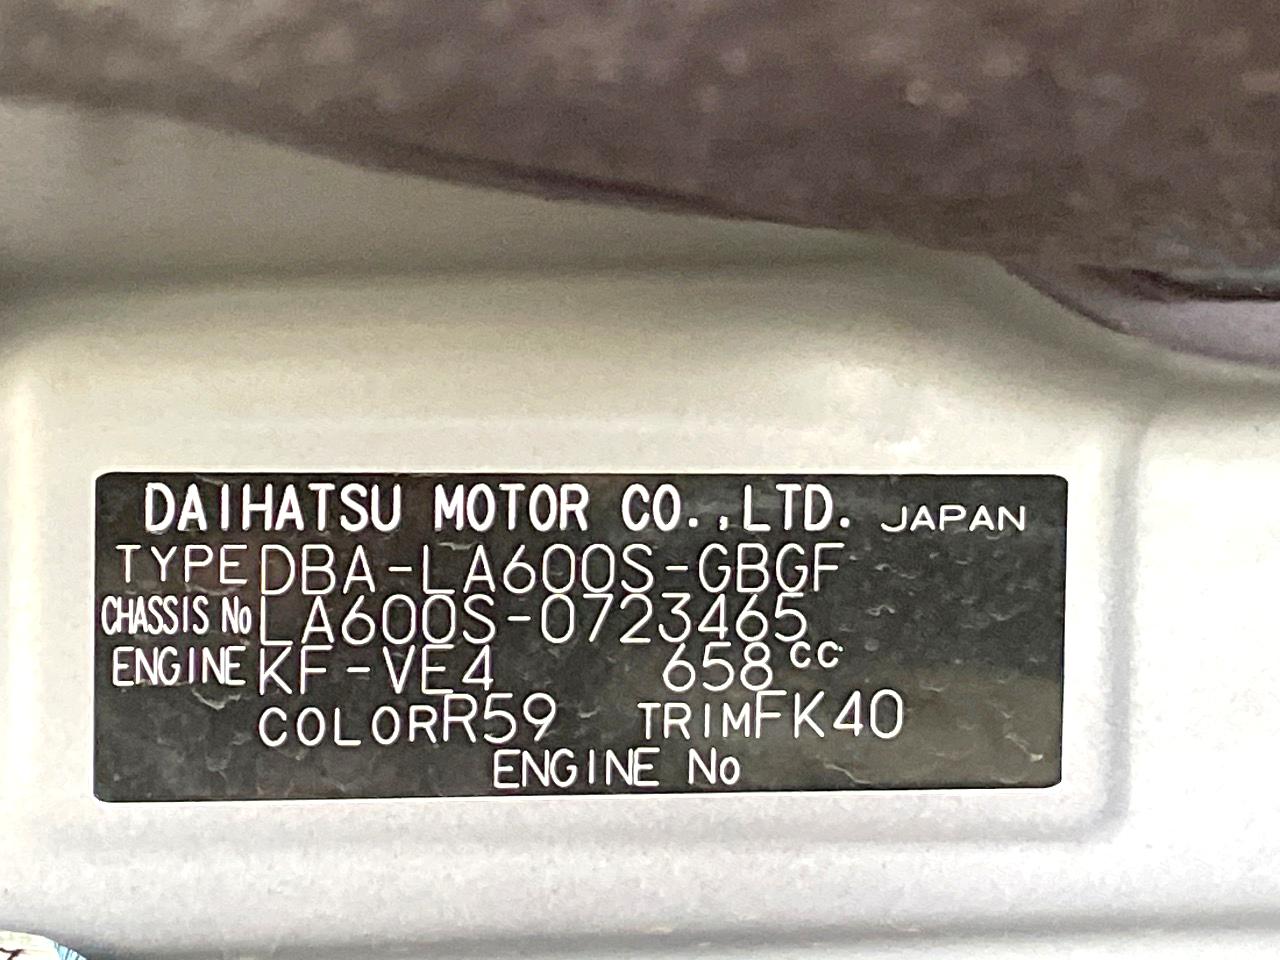 DAIHATSU MOTOR CO.,LTD. JAPAN
TYPE DBA-LA600S-GBGF
CHASSIS No LA600S-0723465
ENGINE KF-VE4 658cc
COLOR R59 TRIM FK40
ENGINE No